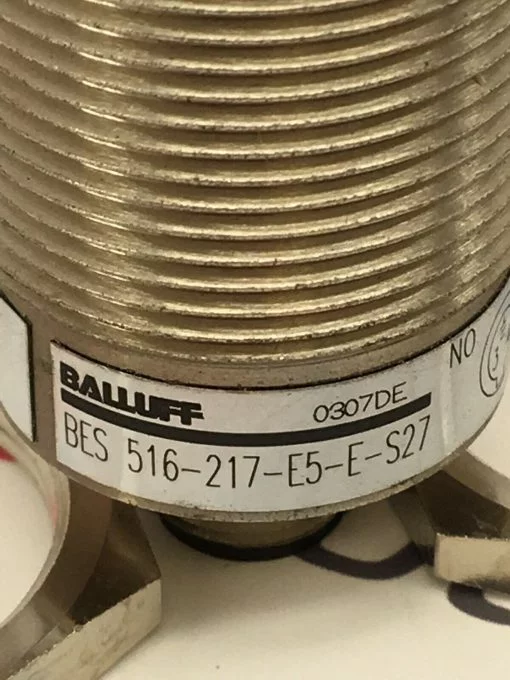 BALLUFF 0307DE
BES 516-217-E5-E-S27
NO